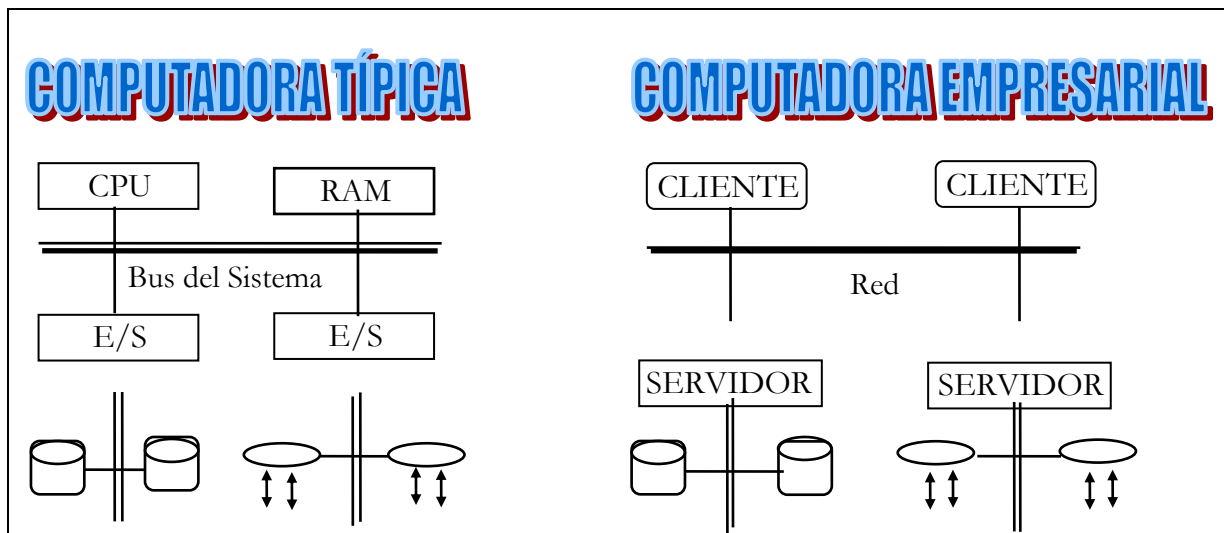 COMPUTADORA TÍPICA
CPU
RAM
Bus del Sistema
E/S
E/S
COMPUTADORA EMPRESARIAL
CLIENTE
CLIENTE
Red
SERVIDOR
SERVIDOR